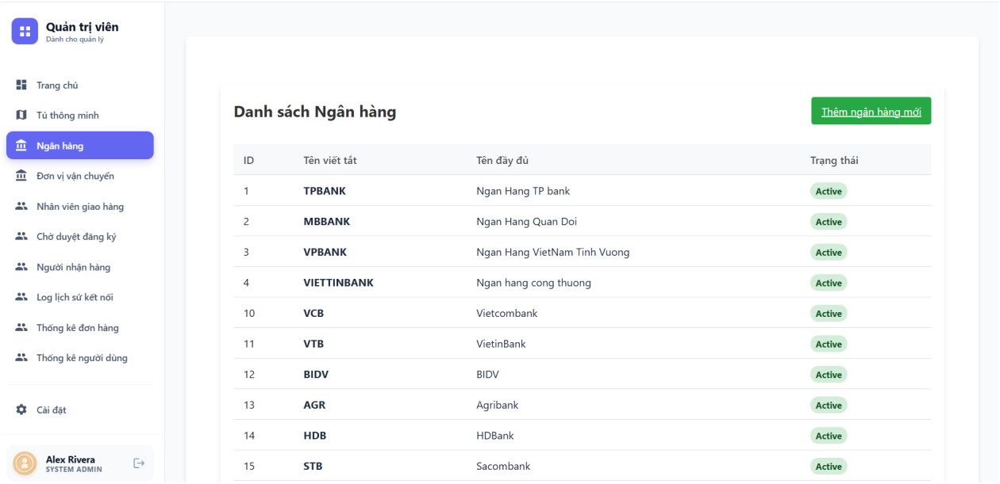 Quản trị viên
Dành cho quản lý
Trang chủ
Tủ thông minh
Ngân hàng
Đơn vị vận chuyển
Nhân viên giao hàng
Chờ duyệt đăng ký
Người nhận hàng
Log lịch sử kết nối
Thống kê đơn hàng
Thống kê người dùng
Cài đặt
Alex Rivera
SYSTEM ADMIN
Danh sách Ngân hàng
Thêm ngân hàng mới
ID Tên viết tắt Tên đầy đủ Trạng thái
1 TPBANK Ngan Hang TP bank Active
2 MBBANK Ngan Hang Quan Doi Active
3 VPBANK Ngan Hang VietNam Tinh Vuong Active
4 VIETTINBANK Ngan hang cong thuong Active
10 VCB Vietcombank Active
11 VTB VietinBank Active
12 BIDV BIDV Active
13 AGR Agribank Active
14 HDB HDBank Active
15 STB Sacombank Active